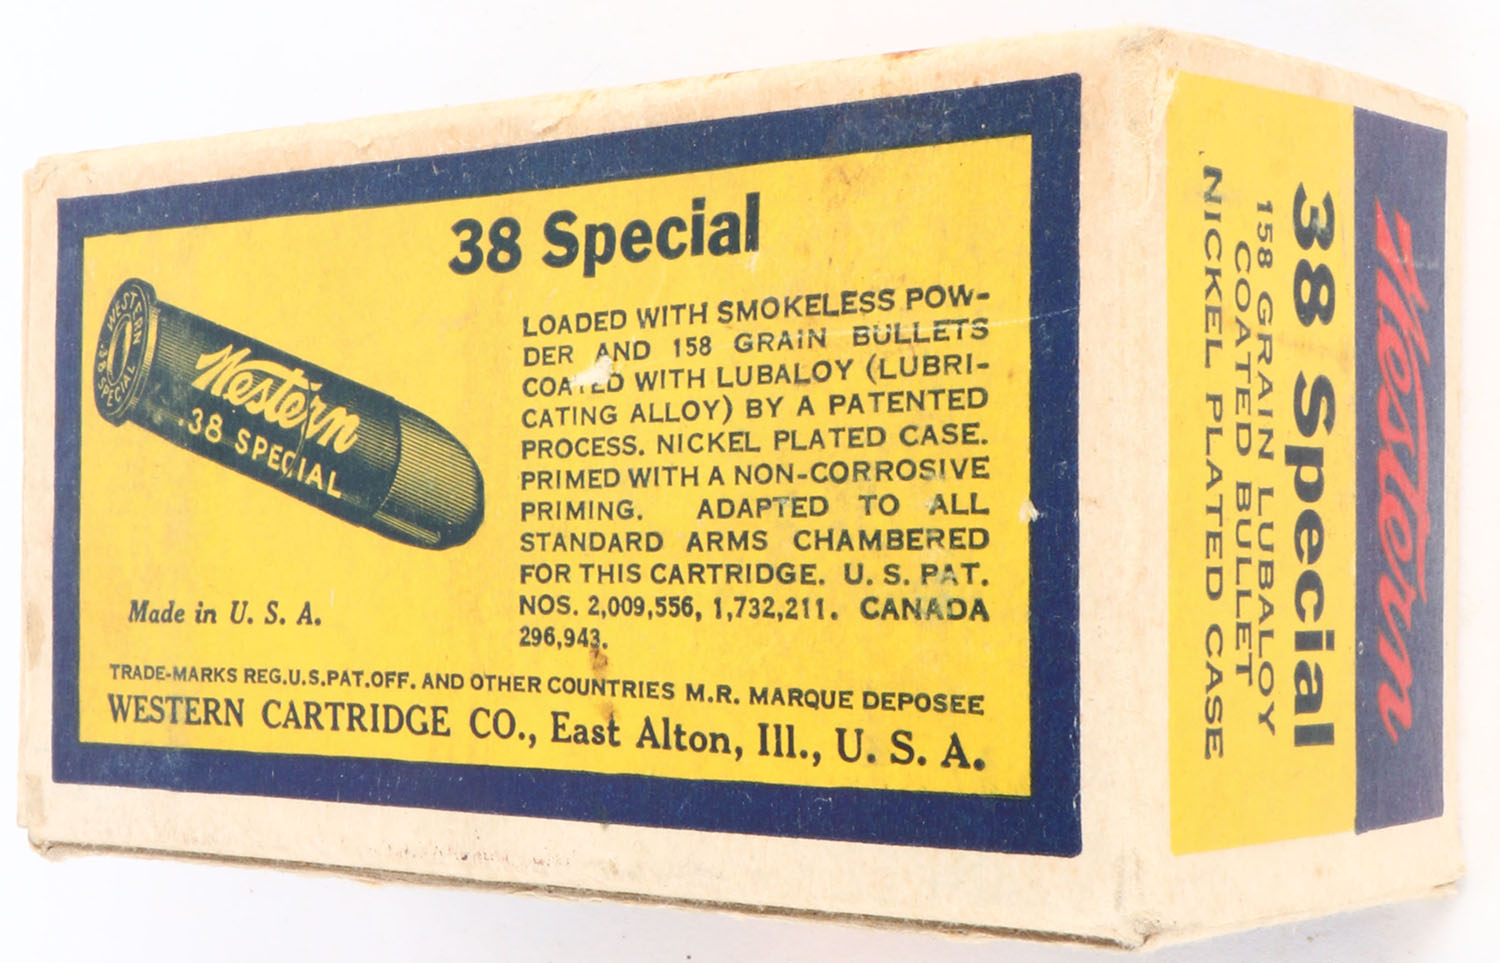 38 Special
LOADED WITH SMOKELESS POW-
DER AND 158 GRAIN BULLETS
COATED WITH LUBALOY (LUBRI-
CATING ALLOY) BY A PATENTED
PROCESS. NICKEL PLATED CASE.
PRIMED WITH A NON-CORROSIVE
PRIMING. ADAPTED TO ALL
STANDARD ARMS CHAMBERED
FOR THIS CARTRIDGE. U. S. PAT.
NOS. 2,009,556, 1,732,211. CANADA
296,943.
WESTERN
.38 SPECIAL
Western
.38 SPECIAL
Made in U. S. A.
TRADE-MARKS REG.U.S.PAT.OFF. AND OTHER COUNTRIES M.R. MARQUE DEPOSEE
WESTERN CARTRIDGE CO., East Alton, Ill., U. S. A.
Western
38 Special
158 GRAIN LUBALOY
COATED BULLET
NICKEL PLATED CASE